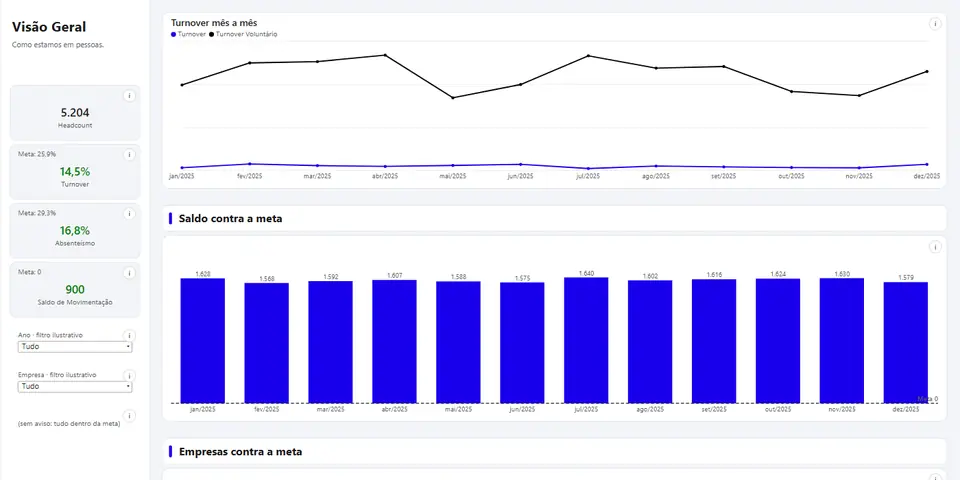 Visão Geral
Como estamos em pessoas.
i
5.204
Headcount
Meta: 25,9%
i
14,5%
Turnover
Meta: 29,3%
i
16,8%
Absenteísmo
Meta: 0
i
900
Saldo de Movimentação
Ano - filtro ilustrativo
i
Tudo
Empresa - filtro ilustrativo
i
Tudo
i
(sem aviso: tudo dentro da meta)
Turnover mês a mês
i
Turnover Turnover Voluntário
jan/2025 fev/2025 mar/2025 abr/2025 mai/2025 jun/2025 jul/2025 ago/2025 set/2025 out/2025 nov/2025 dez/2025
Saldo contra a meta
i
1.628 1.568 1.592 1.607 1.588 1.575 1.640 1.602 1.616 1.624 1.630 1.579
Meta 0
jan/2025 fev/2025 mar/2025 abr/2025 mai/2025 jun/2025 jul/2025 ago/2025 set/2025 out/2025 nov/2025 dez/2025
Empresas contra a meta
i